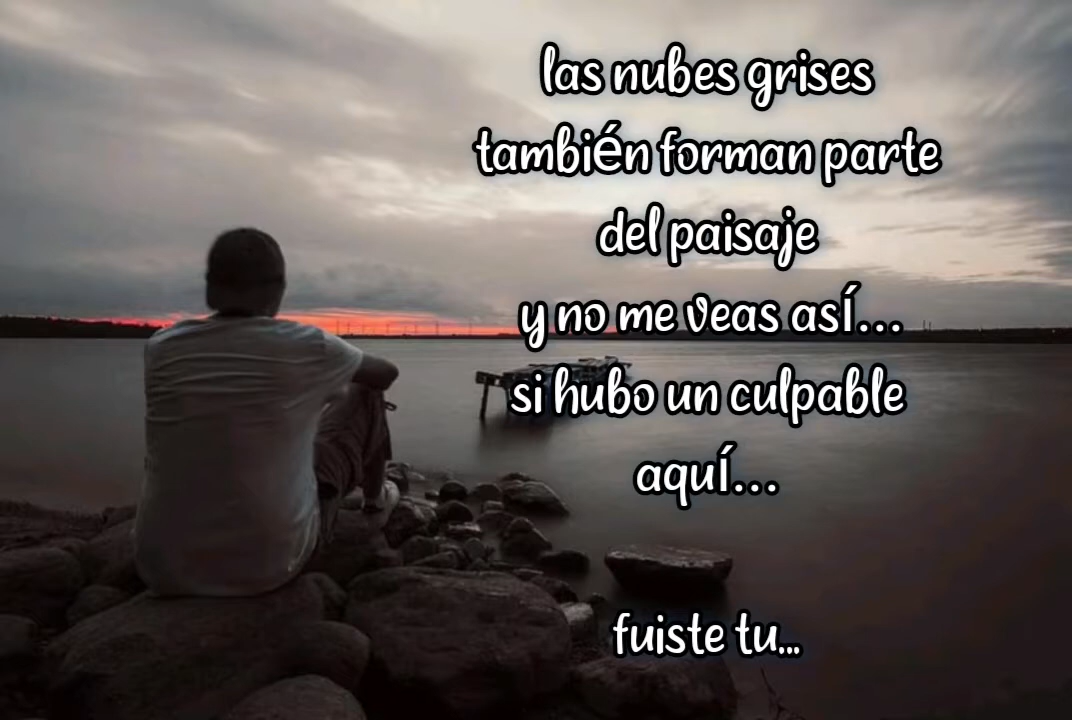 las nubes grises
también forman parte
del paisaje
y no me veas así...
si hubo un culpable
aquí...
fuiste tu...